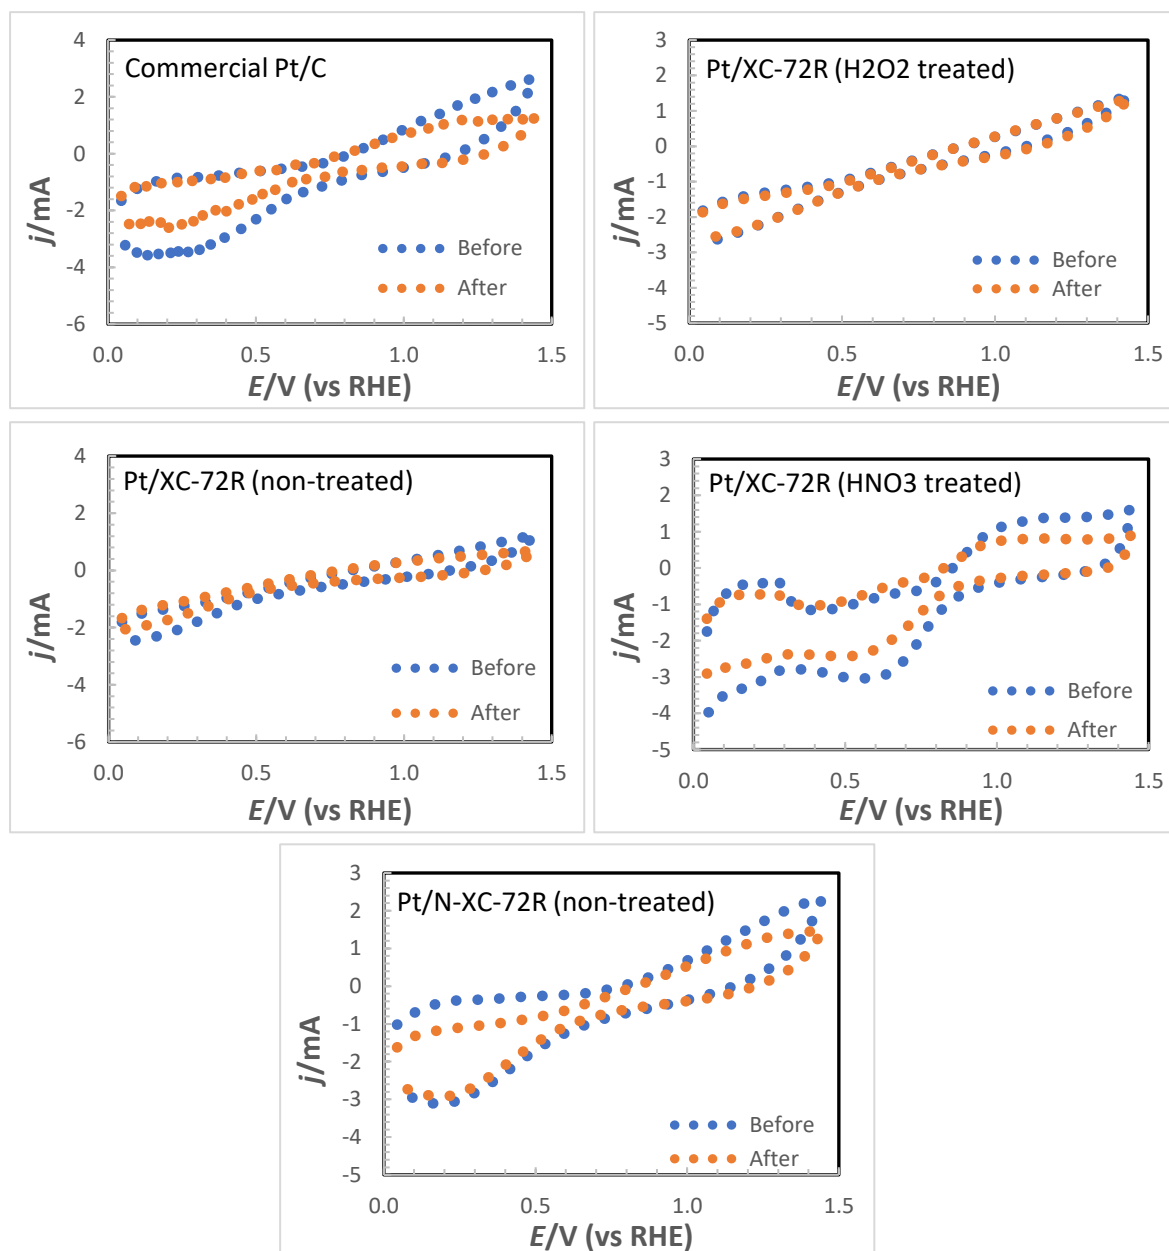 Commercial Pt/C
4
2
0
-2
-4
-6
j/mA
0.0 0.5 1.0 1.5
E/V (vs RHE)
Before
After
Pt/XC-72R (H2O2 treated)
3
2
1
0
-1
-2
-3
-4
-5
j/mA
0.0 0.5 1.0 1.5
E/V (vs RHE)
Before
After
Pt/XC-72R (non-treated)
4
2
0
-2
-4
-6
j/mA
0.0 0.5 1.0 1.5
E/V (vs RHE)
Before
After
Pt/XC-72R (HNO3 treated)
3
2
1
0
-1
-2
-3
-4
-5
j/mA
0.0 0.5 1.0 1.5
E/V (vs RHE)
Before
After
Pt/N-XC-72R (non-treated)
3
2
1
0
-1
-2
-3
-4
-5
j/mA
0.0 0.5 1.0 1.5
E/V (vs RHE)
Before
After